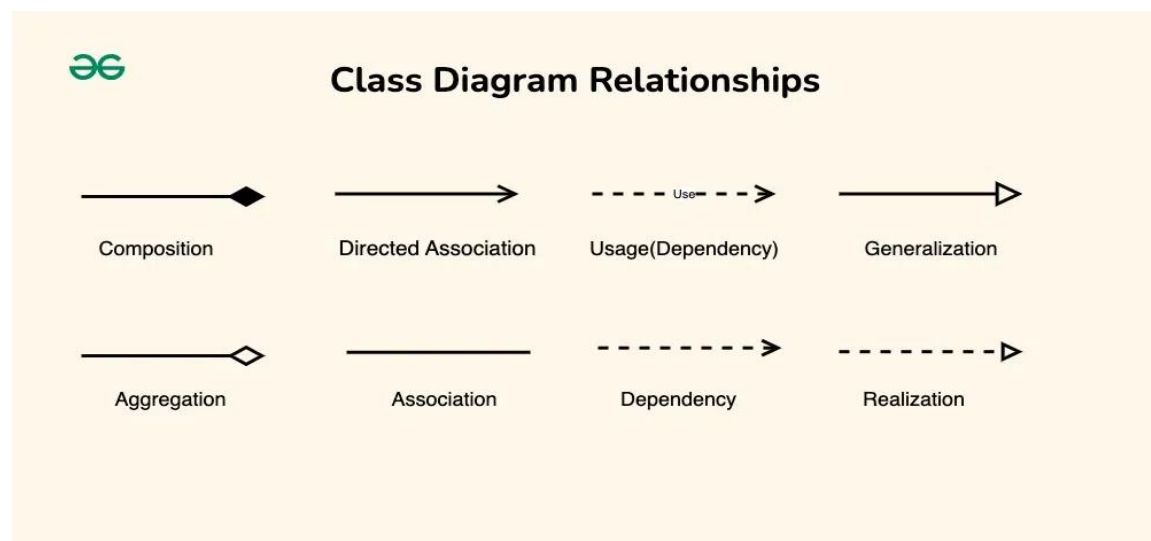 Class Diagram Relationships
Use
Composition
Directed Association
Usage(Dependency)
Generalization
Aggregation
Association
Dependency
Realization